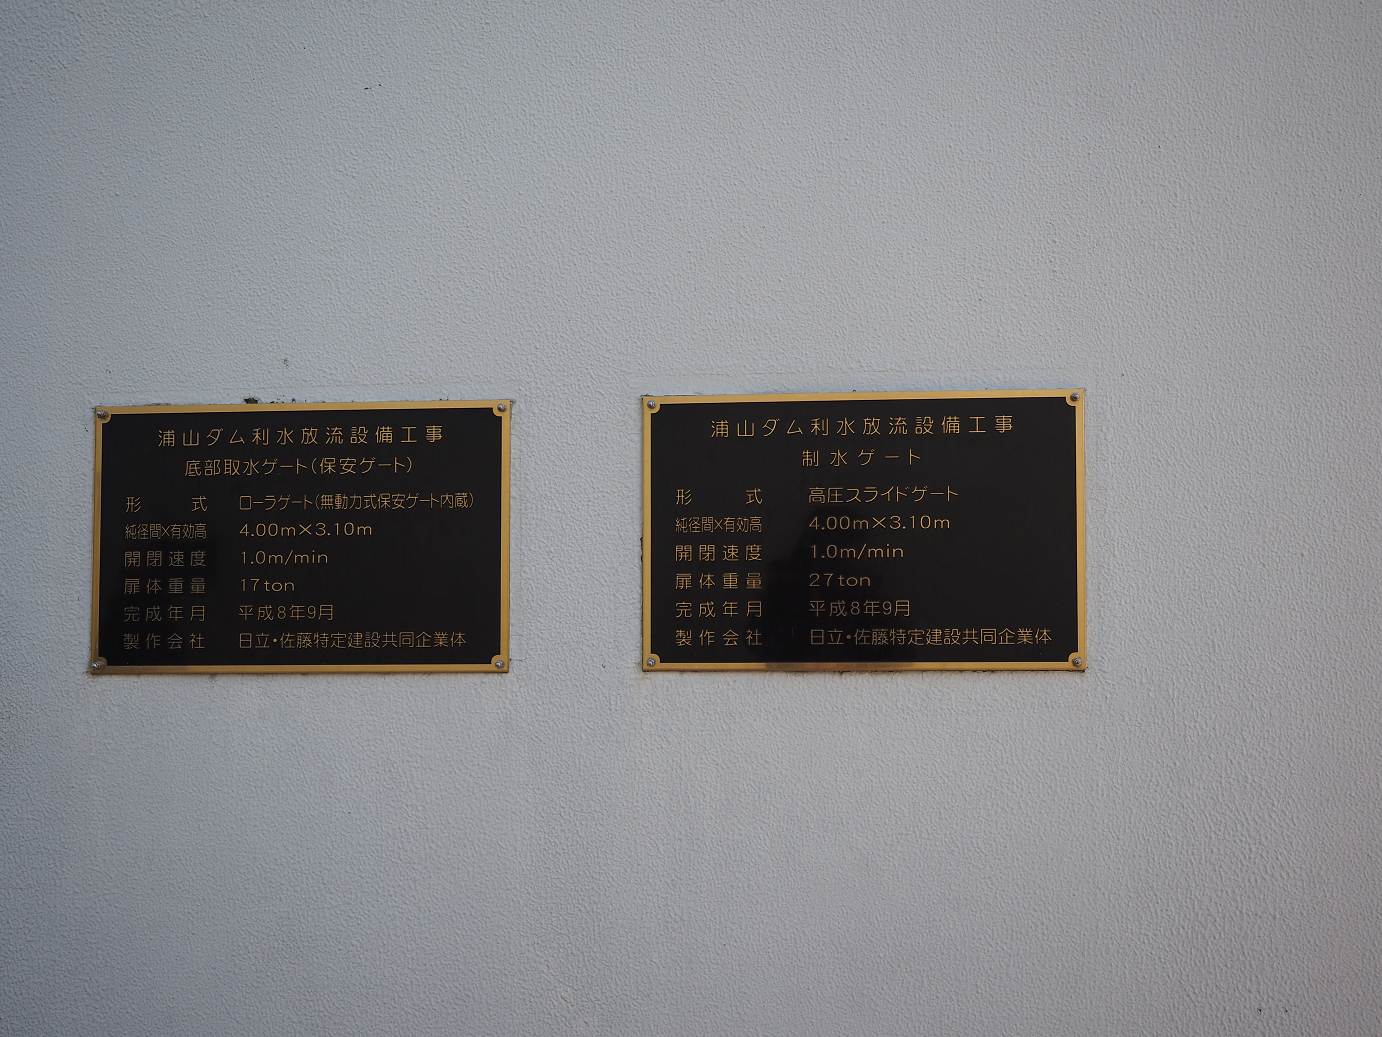 浦山ダム利水放流設備工事
底部取水ゲート(保安ゲート)
形式 ローラゲート(無動力式保安ゲート内蔵)
純径間×有効高 4.00m×3.10m
開閉速度 1.0m/min
扉体重量 17ton
完成年月 平成8年9月
製作会社 日立・佐藤特定建設共同企業体
浦山ダム利水放流設備工事
制水ゲート
形式 高圧スライドゲート
純径間×有効高 4.00m×3.10m
開閉速度 1.0m/min
扉体重量 27ton
完成年月 平成8年9月
製作会社 日立・佐藤特定建設共同企業体